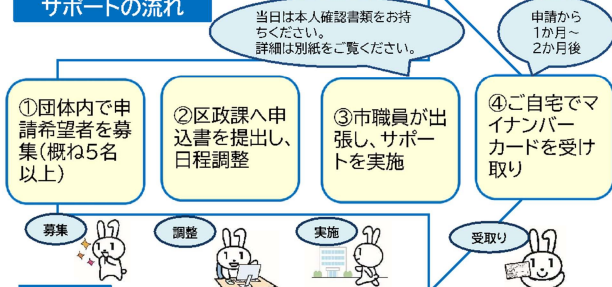 サポートの流れ
当日は本人確認書類をお持
ちください。
詳細は別紙をご覧ください。
申請から
1か月～
2か月後
①団体内で申
請希望者を募
集(概ね5名
以上)
②区政課へ申
込書を提出し、
日程調整
③市職員が出
張し、サポー
トを実施
④ご自宅でマ
イナンバー
カードを受け
取り
募集
調整
実施
受取り